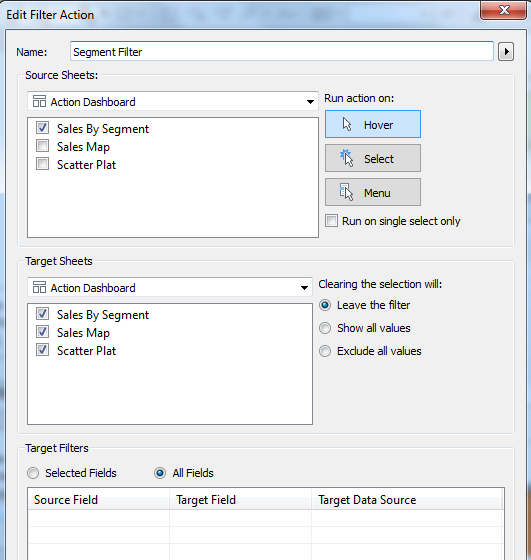 Edit Filter Action
Name: Segment Filter
Source Sheets:
Action Dashboard
Run action on:
Sales By Segment
Sales Map
Scatter Plat
Hover
Select
Menu
Run on single select only
Target Sheets
Action Dashboard
Clearing the selection will:
Sales By Segment
Sales Map
Scatter Plat
Leave the filter
Show all values
Exclude all values
Target Filters
Selected Fields All Fields
Source Field Target Field Target Data Source